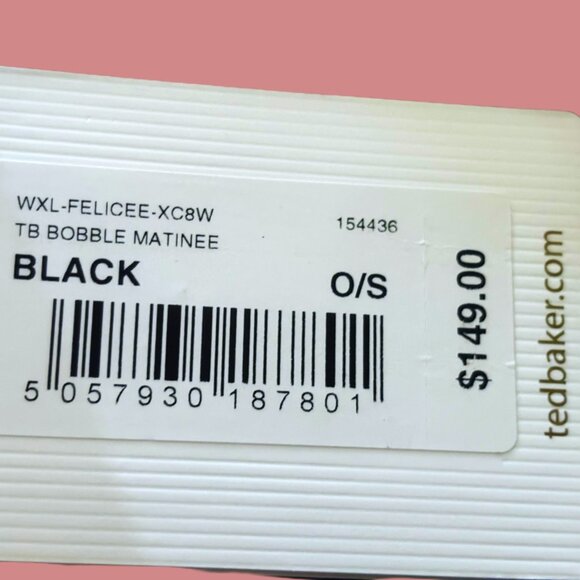 WXL-FELICEE-XC8W
154436
TB BOBBLE MATINEE
BLACK
O/S
5 057930 187801
$149.00
tedbaker.com